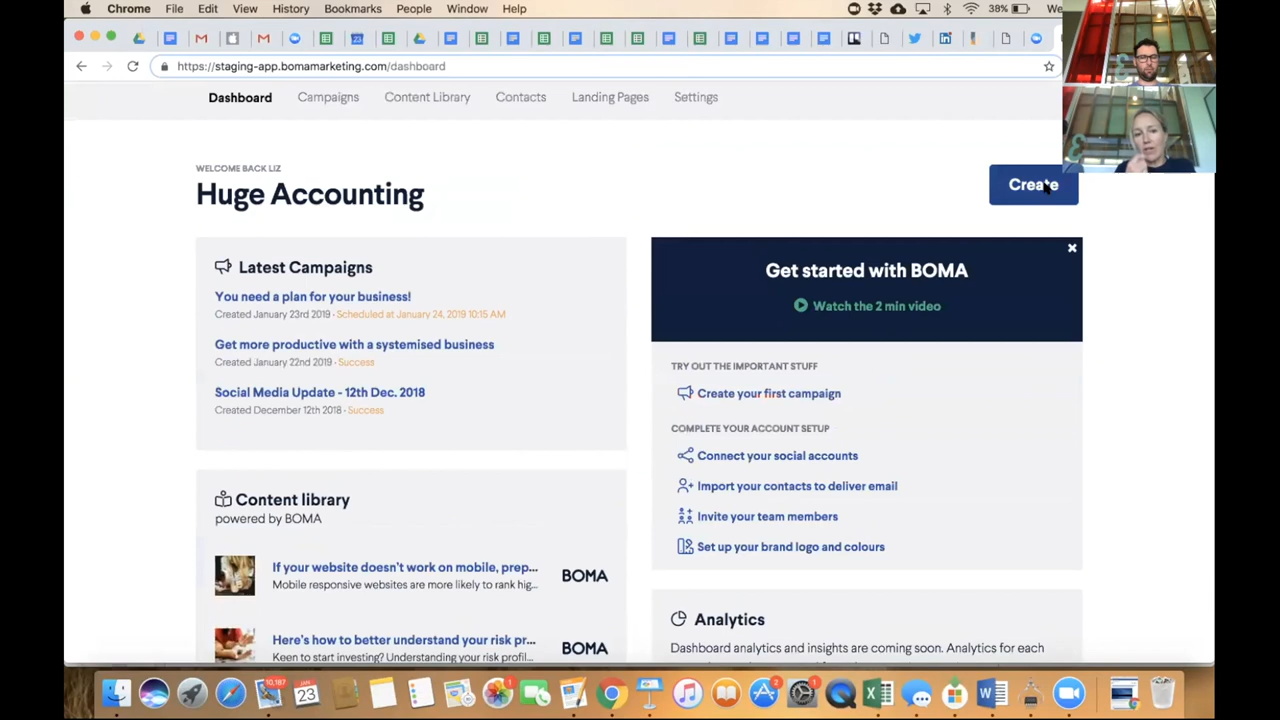 Chrome File Edit View History Bookmarks People Window Help 38% We
https://staging-app.bomamarketing.com/dashboard
Dashboard Campaigns Content Library Contacts Landing Pages Settings
WELCOME BACK LIZ
Huge Accounting
Create
Latest Campaigns
You need a plan for your business!
Created January 23rd 2019 · Scheduled at January 24, 2019 10:15 AM
Get more productive with a systemised business
Created January 22nd 2019 · Success
Social Media Update - 12th Dec. 2018
Created December 12th 2018 · Success
Content library
powered by BOMA
If your website doesn't work on mobile, prep...
Mobile responsive websites are more likely to rank hig...
BOMA
Here's how to better understand your risk pr...
Keen to start investing? Understanding your risk profil...
BOMA
Get started with BOMA
Watch the 2 min video
TRY OUT THE IMPORTANT STUFF
Create your first campaign
COMPLETE YOUR ACCOUNT SETUP
Connect your social accounts
Import your contacts to deliver email
Invite your team members
Set up your brand logo and colours
Analytics
Dashboard analytics and insights are coming soon. Analytics for each
10,187
JAN
23
1
2
1